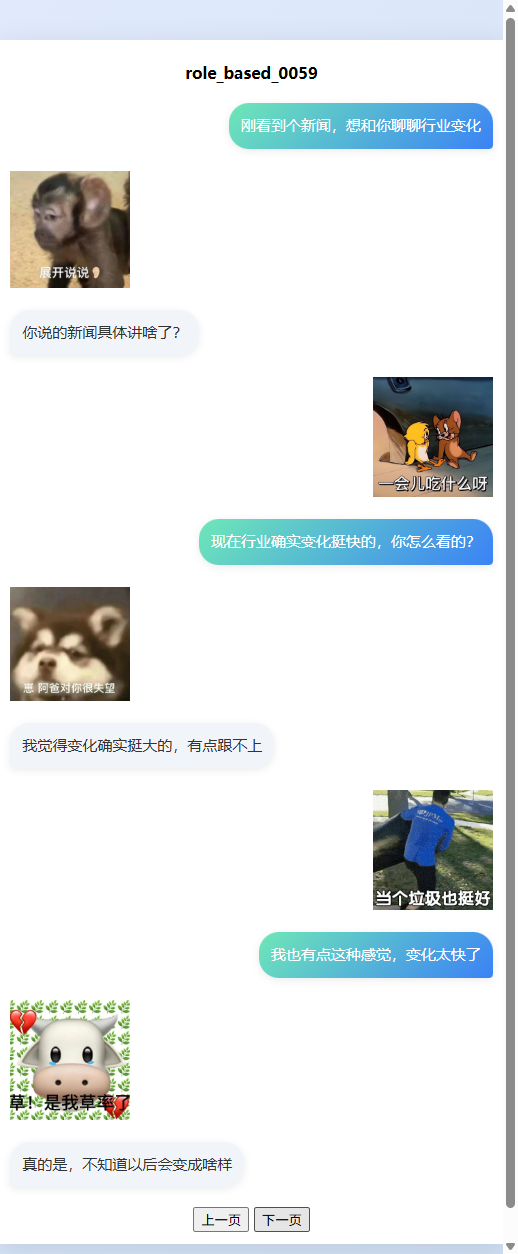 role_based_0059
刚看到个新闻，想和你聊聊行业变化
展开说说👂
你说的新闻具体讲啥了？
一会儿吃什么呀
现在行业确实变化挺快的，你怎么看的？
崽 阿爸对你很失望
我觉得变化确实挺大的，有点跟不上
当个垃圾也挺好
我也有点这种感觉，变化太快了
草！是我草率了
真的是，不知道以后会变成啥样
上一页 下一页